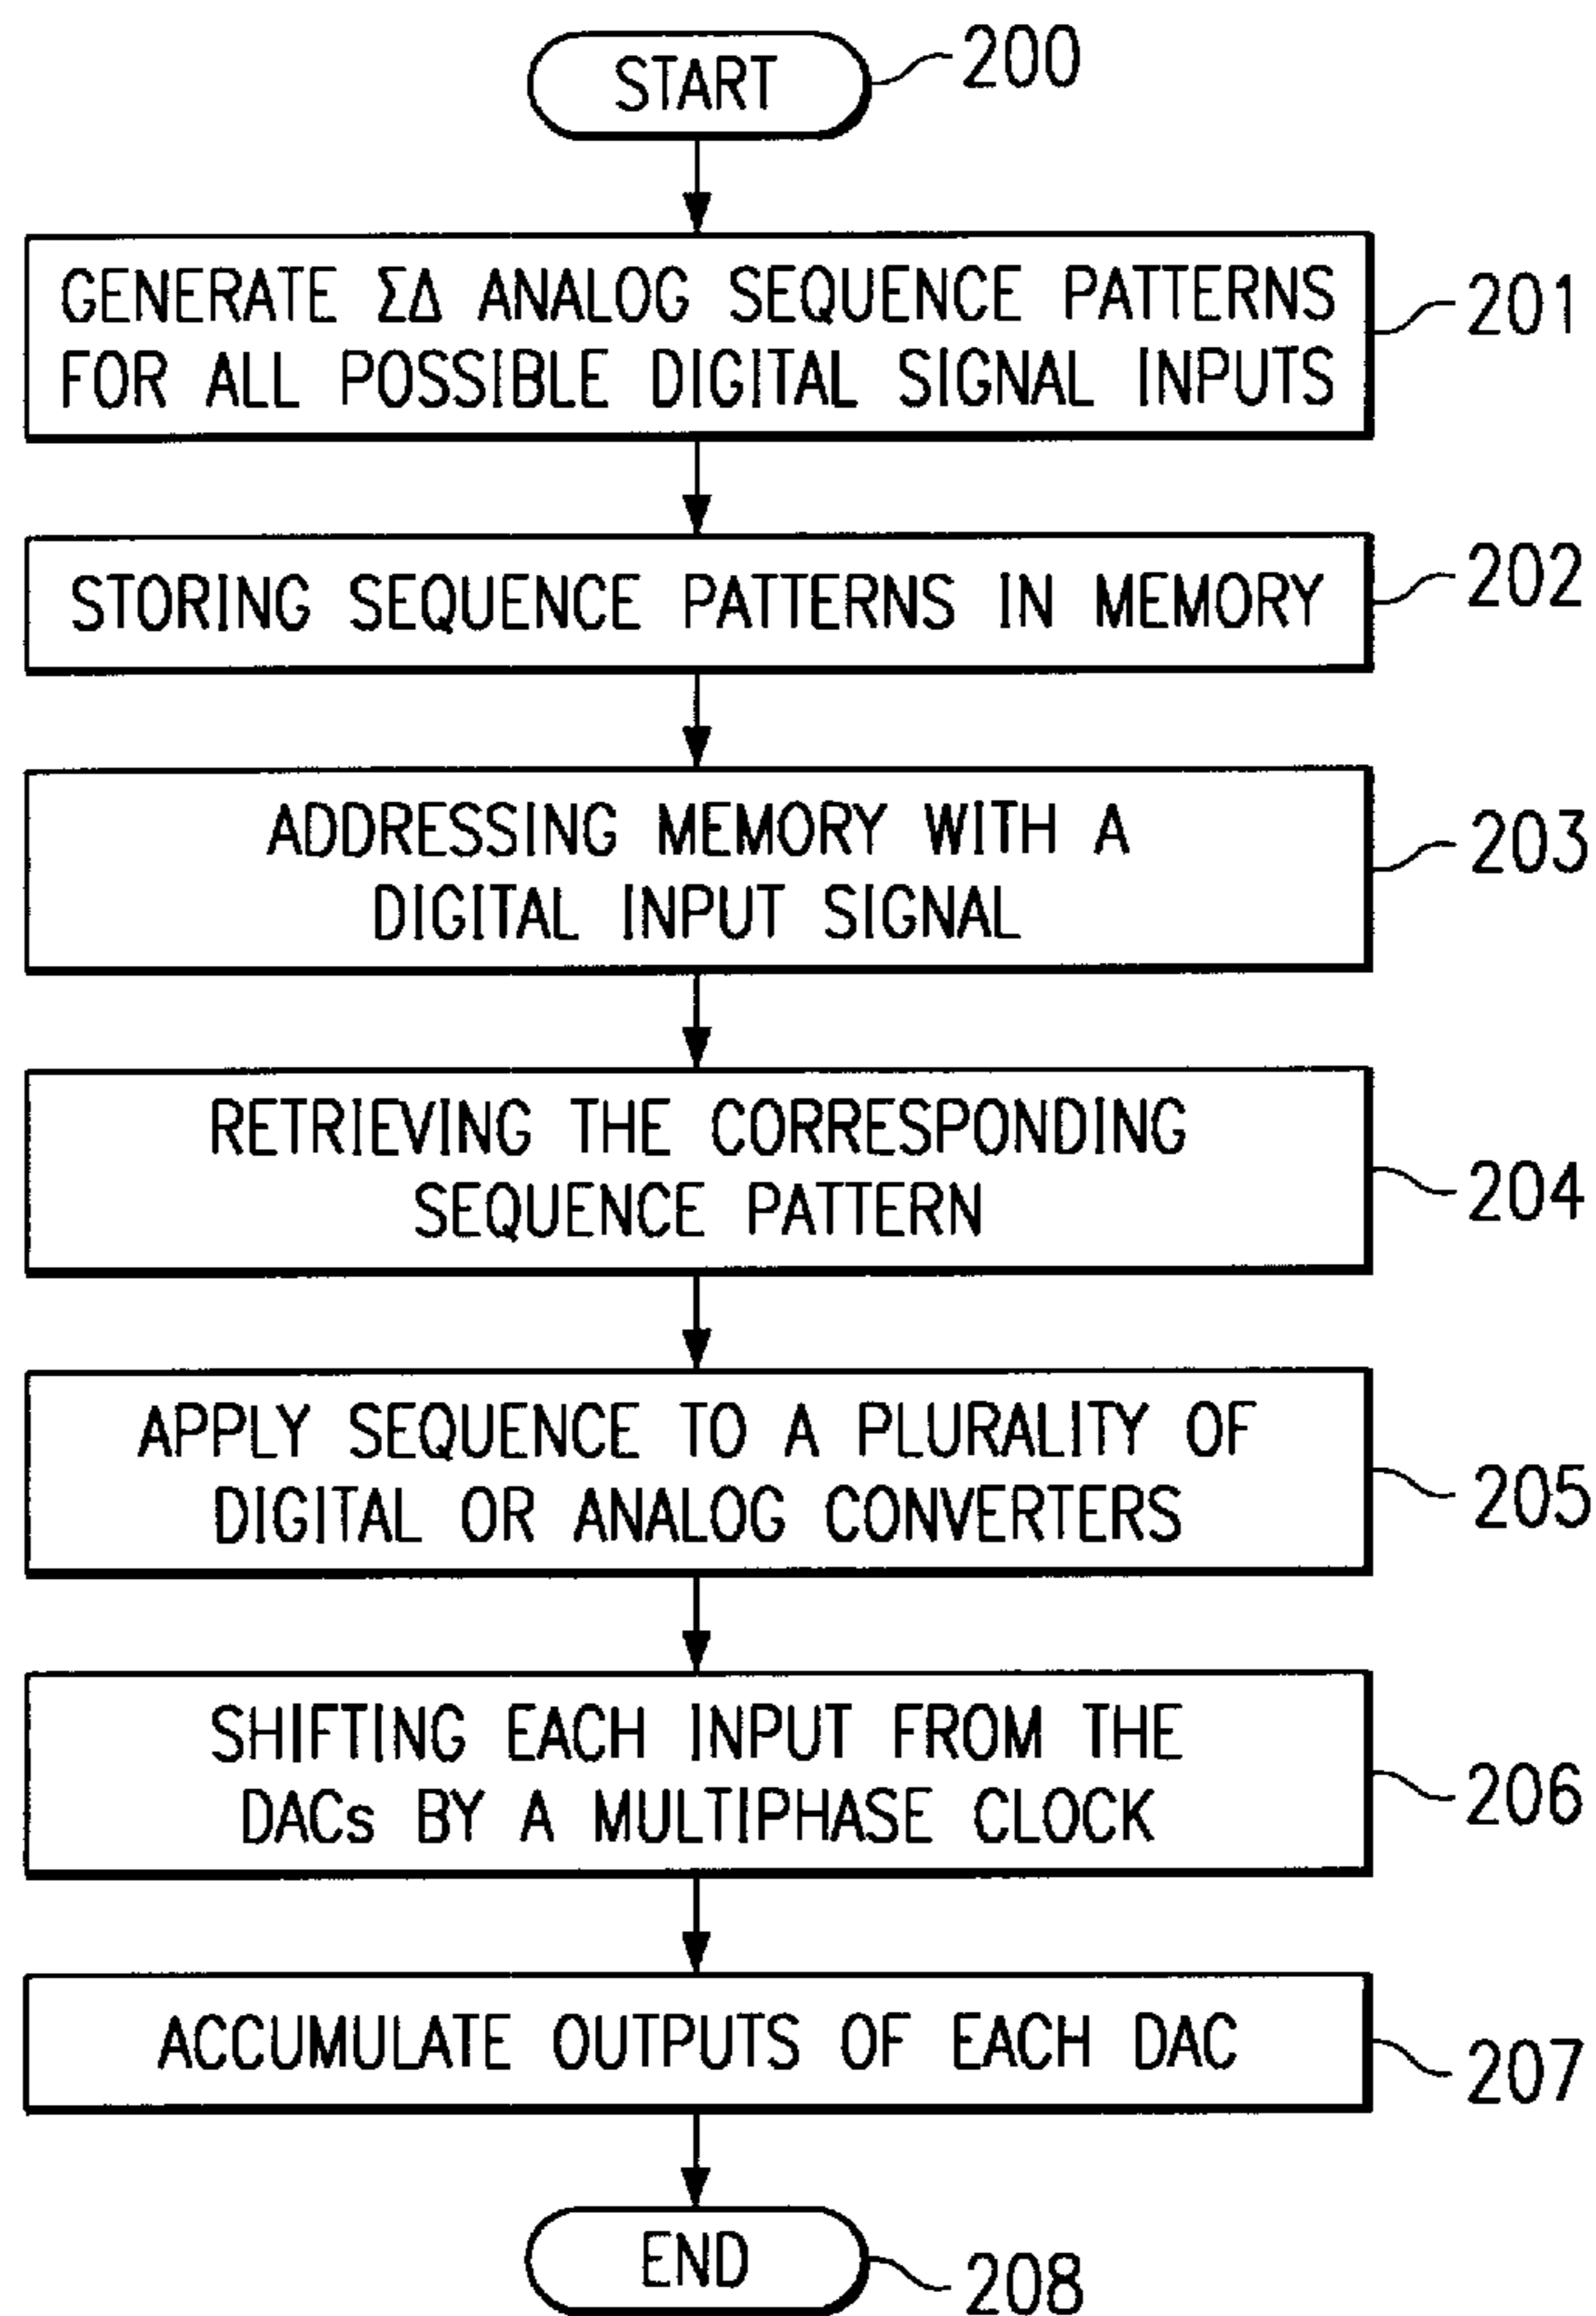 START
200
GENERATE ΣΔ ANALOG SEQUENCE PATTERNS
FOR ALL POSSIBLE DIGITAL SIGNAL INPUTS
201
STORING SEQUENCE PATTERNS IN MEMORY
202
ADDRESSING MEMORY WITH A
DIGITAL INPUT SIGNAL
203
RETRIEVING THE CORRESPONDING
SEQUENCE PATTERN
204
APPLY SEQUENCE TO A PLURALITY OF
DIGITAL OR ANALOG CONVERTERS
205
SHIFTING EACH INPUT FROM THE
DACs BY A MULTIPHASE CLOCK
206
ACCUMULATE OUTPUTS OF EACH DAC
207
END
208